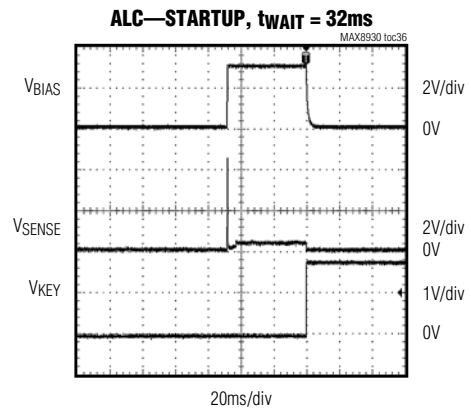 ALC—STARTUP, tWAIT = 32ms
MAX8930 toc36
T
VBIAS
2V/div
0V
VSENSE
2V/div
0V
VKEY
1V/div
0V
20ms/div